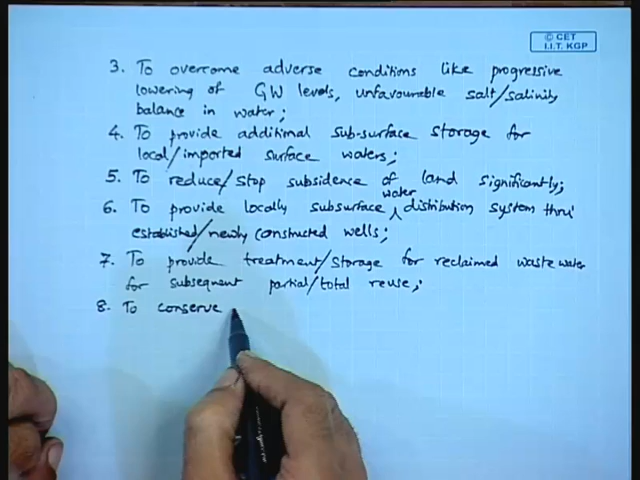 © CET
I.I.T. KGP
3. To overcome adverse conditions like progressive
lowering of GW levels, unfavourable salt/salinity
balance in water;
4. To provide additional sub-surface storage for
local/imported surface waters;
5. To reduce/stop subsidence of land significantly;
6. To provide locally subsurface water distribution system thru'
established/newly constructed wells;
7. To provide treatment/storage for reclaimed waste water
for subsequent partial/total reuse;
8. To conserve